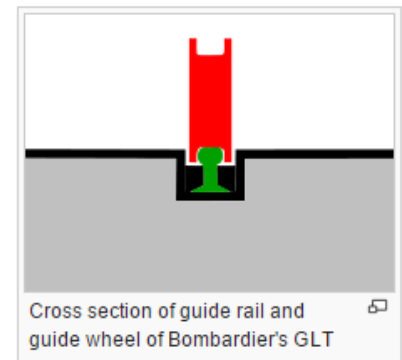 Cross section of guide rail and
guide wheel of Bombardier's GLT